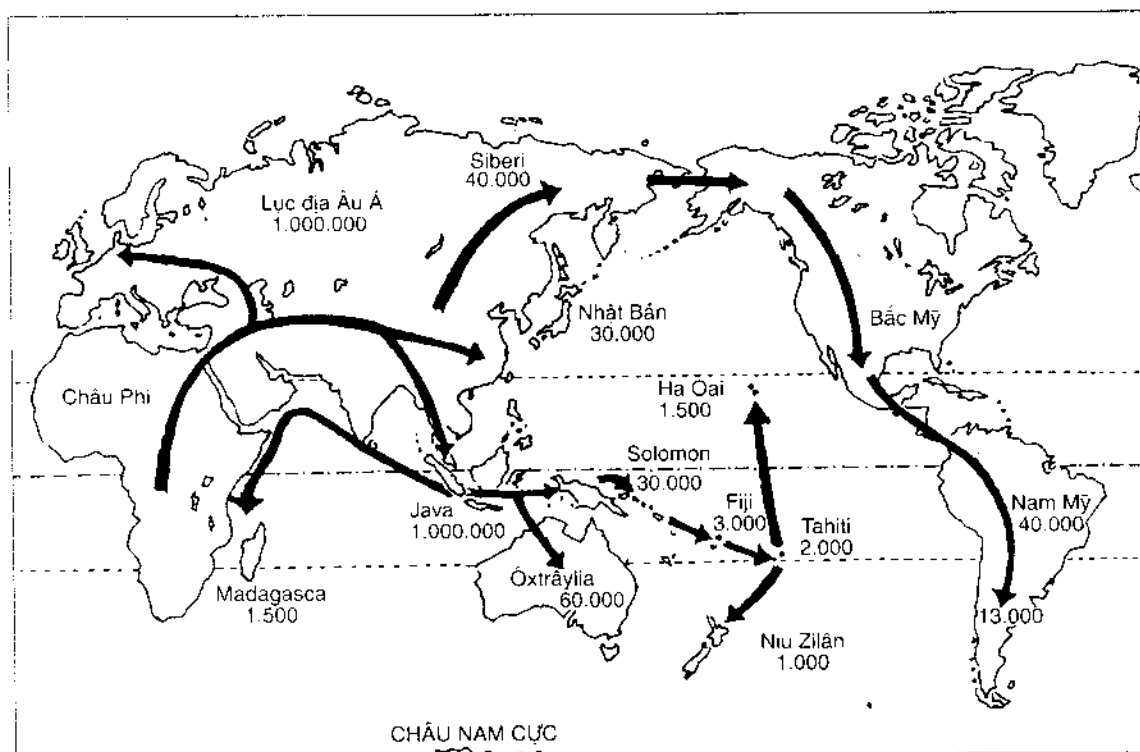 Siberi
40.000
Lục địa Âu Á
1.000.000
Nhật Bản
30.000
Bắc Mỹ
Châu Phi
Ha Oai
1.500
Solomon
30.000
Java
1.000.000
Fiji
3.000
Tahiti
2.000
Nam Mỹ
40.000
Ôxtrâylia
60.000
Madagasca
1.500
13.000
Niu Zilân
1.000
CHÂU NAM CỰC